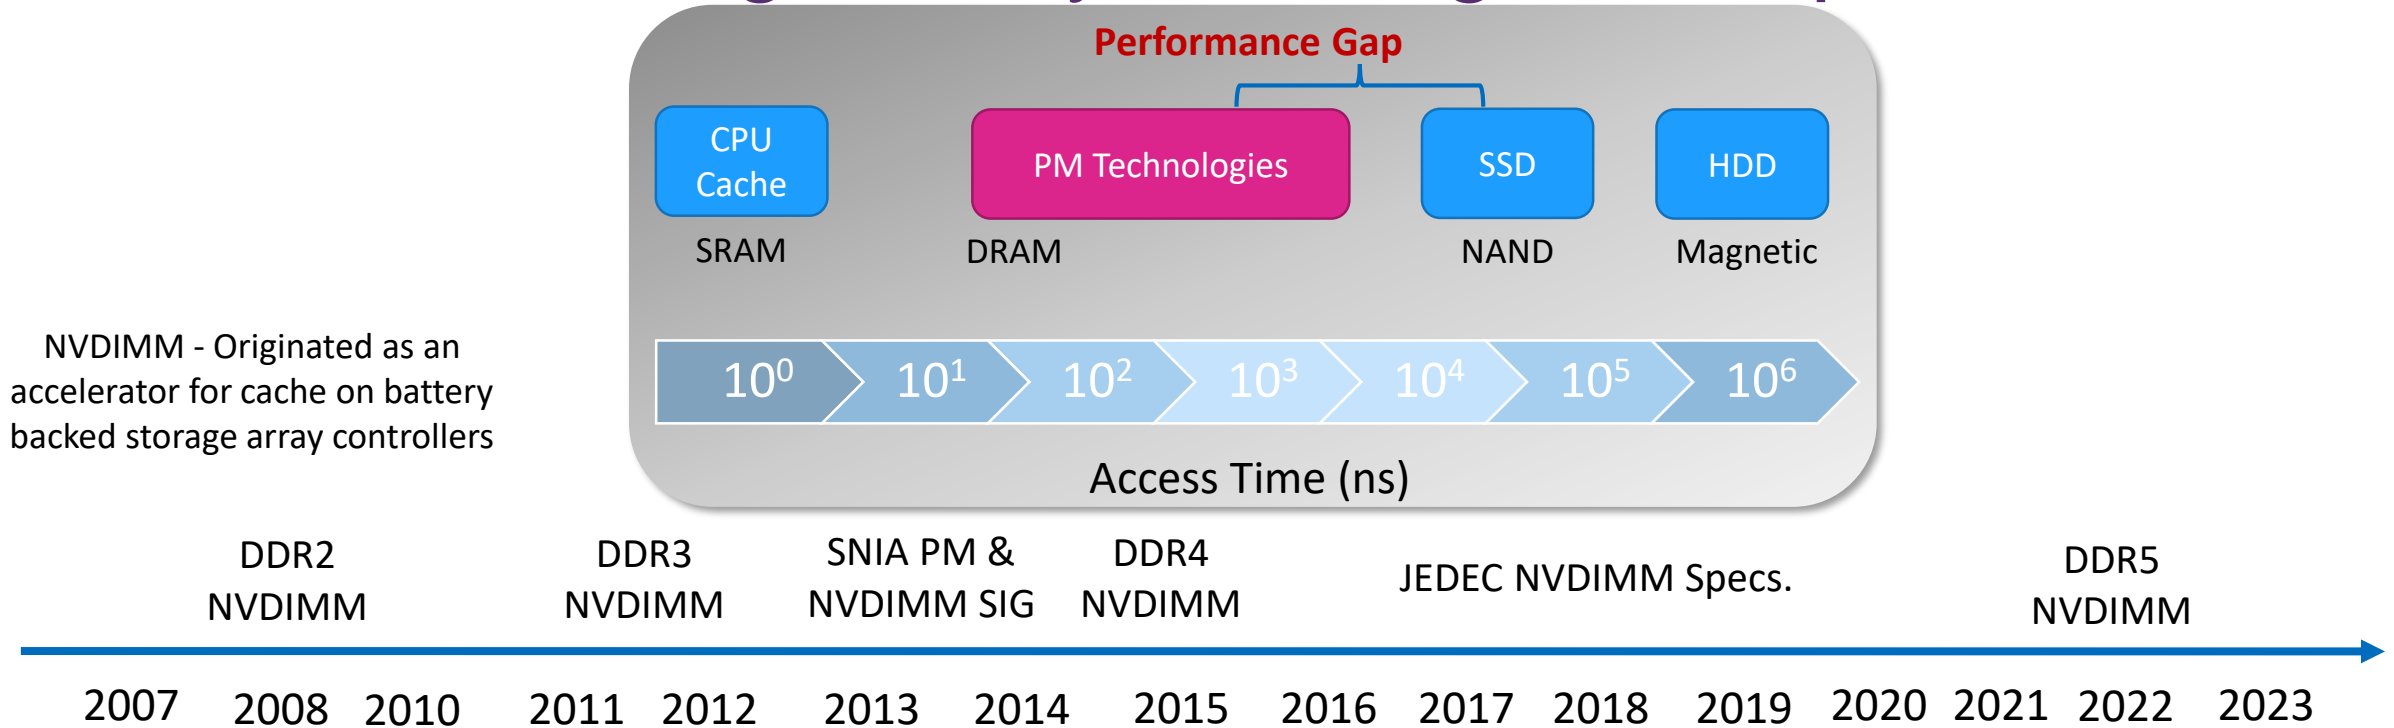 Performance Gap
CPU
Cache
PM Technologies
SSD
HDD
SRAM
DRAM
NAND
Magnetic
NVDIMM - Originated as an
accelerator for cache on battery
backed storage array controllers
10⁰ 10¹ 10² 10³ 10⁴ 10⁵ 10⁶
Access Time (ns)
DDR2
NVDIMM
DDR3
NVDIMM
SNIA PM &
NVDIMM SIG
DDR4
NVDIMM
JEDEC NVDIMM Specs.
DDR5
NVDIMM
2007 2008 2010 2011 2012 2013 2014 2015 2016 2017 2018 2019 2020 2021 2022 2023